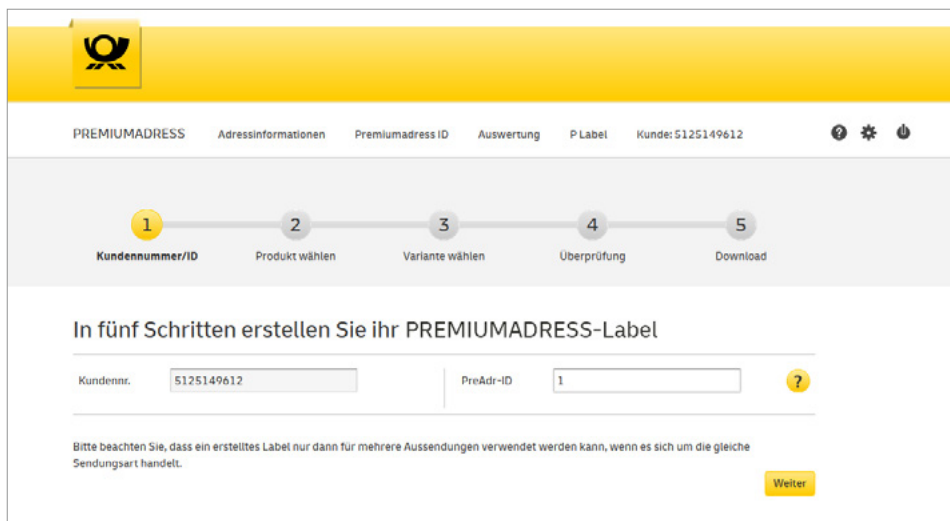 PREMIUMADRESS Adressinformationen Premiumadress ID Auswertung P Label Kunde: 5125149612 ?
1 2 3 4 5
Kundennummer/ID Produkt wählen Variante wählen Überprüfung Download
In fünf Schritten erstellen Sie ihr PREMIUMADRESS-Label
Kundennr. 5125149612 PreAdr-ID 1 ?
Bitte beachten Sie, dass ein erstelltes Label nur dann für mehrere Aussendungen verwendet werden kann, wenn es sich um die gleiche
Sendungsart handelt.
Weiter